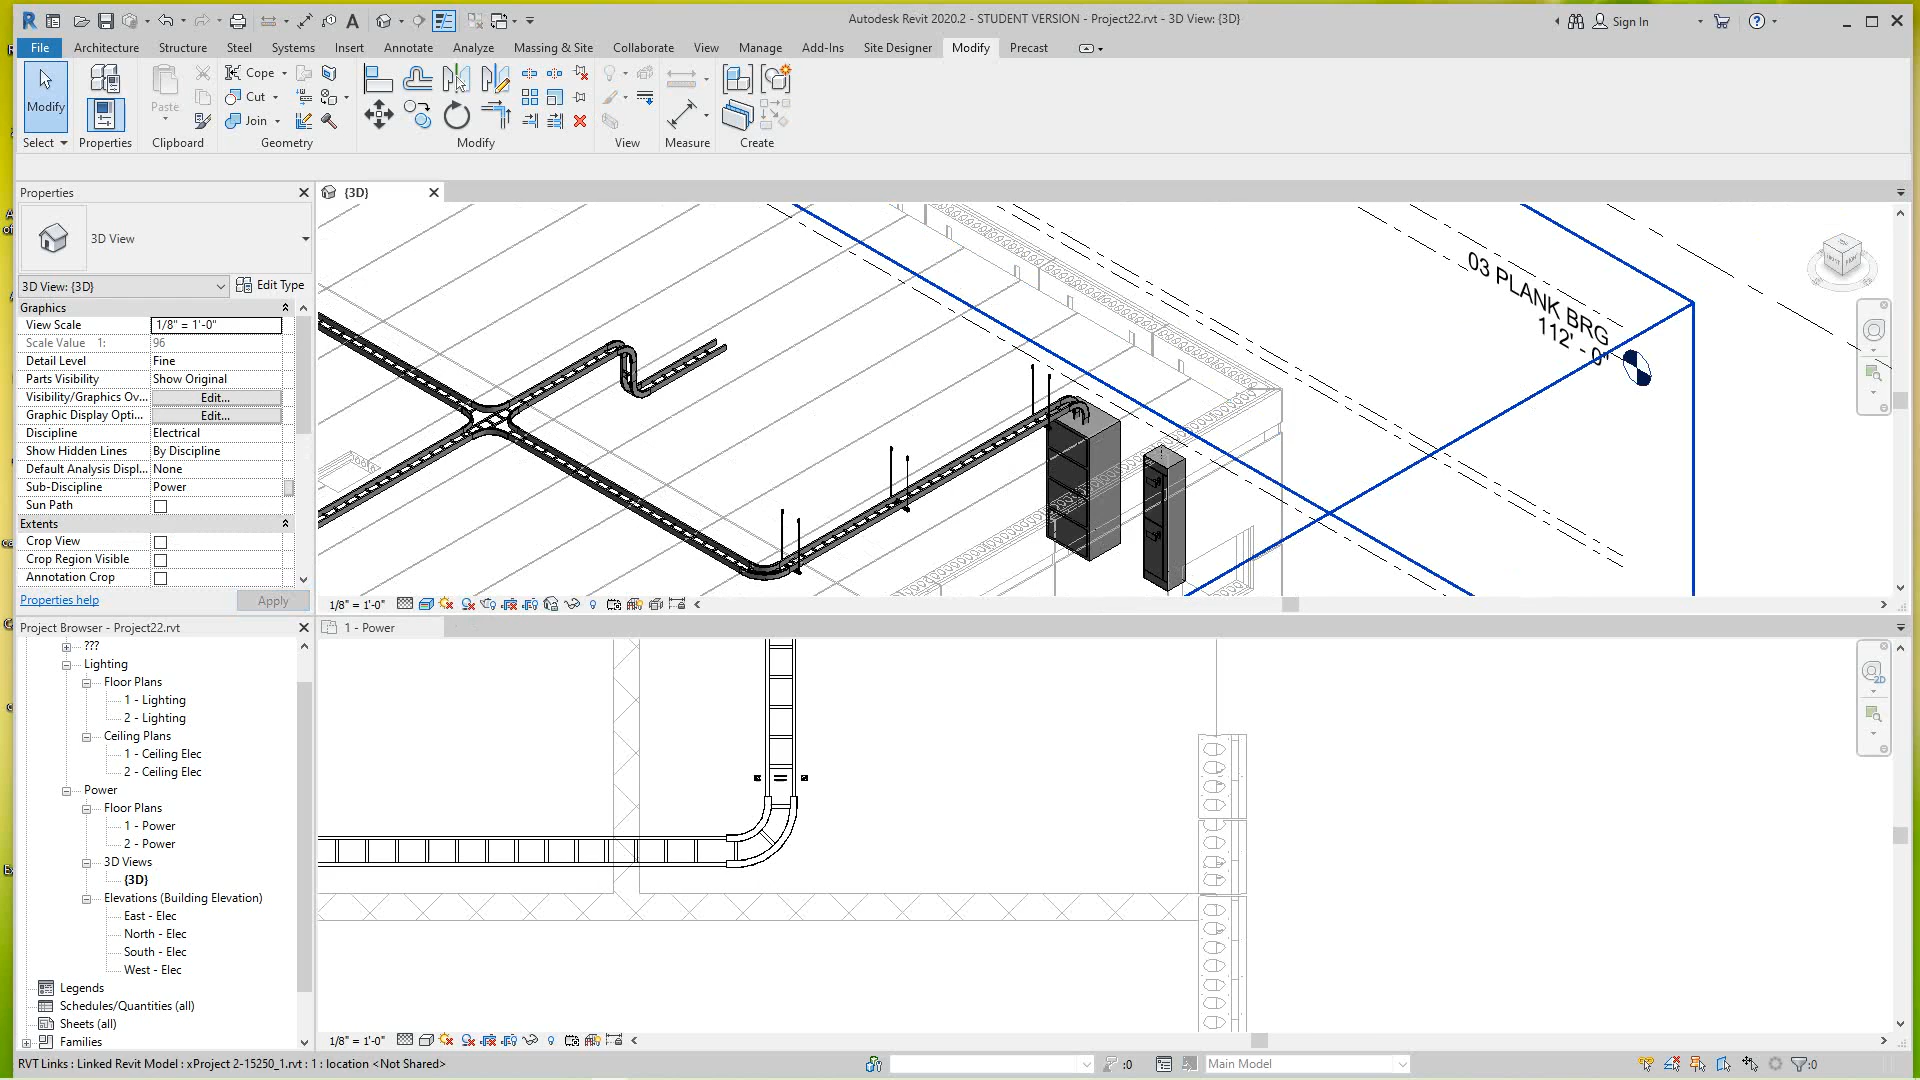 Autodesk Revit 2020.2 - STUDENT VERSION - Project22.rvt - 3D View: {3D}
Sign In
File Architecture Structure Steel Systems Insert Annotate Analyze Massing & Site Collaborate View Manage Add-Ins Site Designer Modify Precast
Modify
Paste
Cope
Cut
Join
Select Properties Clipboard Geometry Modify View Measure Create
Properties
{3D}
3D View
3D View: {3D}
Edit Type
Graphics
View Scale 1/8" = 1'-0"
Scale Value 1: 96
Detail Level Fine
Parts Visibility Show Original
Visibility/Graphics Ov... Edit...
Graphic Display Opti... Edit...
Discipline Electrical
Show Hidden Lines By Discipline
Default Analysis Displ... None
Sub-Discipline Power
Sun Path
Extents
Crop View
Crop Region Visible
Annotation Crop
Properties help
Apply
03 PLANK BRG
112' - 0"
1/8" = 1'-0"
Project Browser - Project22.rvt
1 - Power
???
Lighting
Floor Plans
1 - Lighting
2 - Lighting
Ceiling Plans
1 - Ceiling Elec
2 - Ceiling Elec
Power
Floor Plans
1 - Power
2 - Power
3D Views
{3D}
Elevations (Building Elevation)
East - Elec
North - Elec
South - Elec
West - Elec
Legends
Schedules/Quantities (all)
Sheets (all)
Families
1/8" = 1'-0"
RVT Links : Linked Revit Model : xProject 2-15250_1.rvt : 1 : location <Not Shared>
:0
Main Model
:0